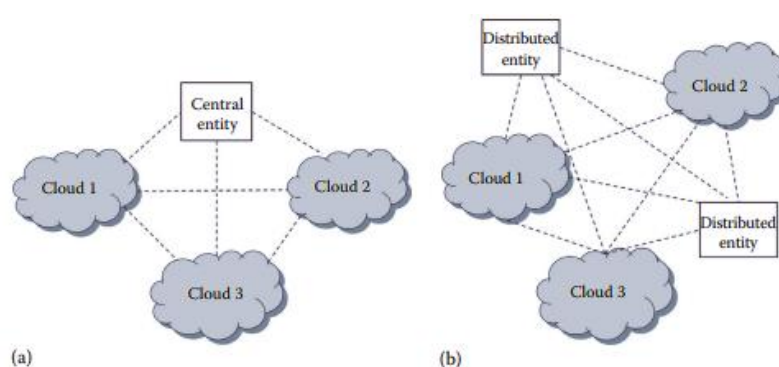 Central
entity
Cloud 1
Cloud 2
Cloud 3
(a)
Distributed
entity
Cloud 2
Cloud 1
Distributed
entity
Cloud 3
(b)